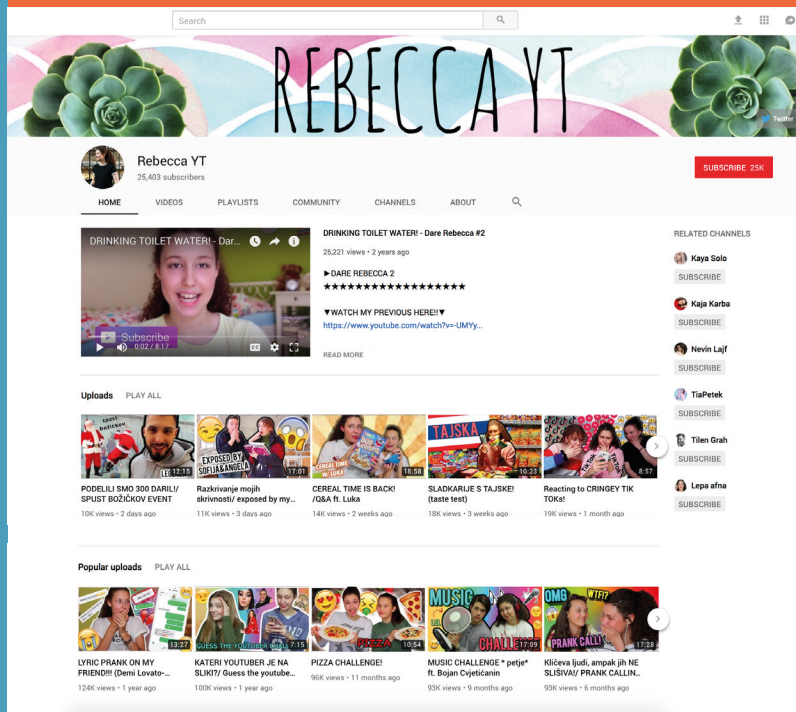 Search
REBECCA YT
Twitter
Rebecca YT
25,403 subscribers
SUBSCRIBE 25K
HOME VIDEOS PLAYLISTS COMMUNITY CHANNELS ABOUT
DRINKING TOILET WATER! - Dar...
Subscribe
0:02 / 8:17
DRINKING TOILET WATER! - Dare Rebecca #2
25,221 views • 2 years ago
►DARE REBECCA 2
★★★★★★★★★★★★★★★★★★
▼WATCH MY PREVIOUS HERE!!▼
https://www.youtube.com/watch?v=-UMYy...
READ MORE
RELATED CHANNELS
Kaya Solo
SUBSCRIBE
Kaja Karba
SUBSCRIBE
Nevin Lajf
SUBSCRIBE
TiaPetek
SUBSCRIBE
Tilen Grah
SUBSCRIBE
Lepa afna
SUBSCRIBE
Uploads PLAY ALL
spust
božičkov
12:15
PODELILI SMO 300 DARIL!/
SPUST BOŽIČKOV EVENT
10K views • 2 days ago
EXPOSED BY
SOFIJA&ANGELA
17:01
Razkrivanje mojih
skrivnosti/ exposed by my...
11K views • 3 days ago
CEREAL TIME
W/ LUKA
18:58
CEREAL TIME IS BACK!
/Q&A ft. Luka
14K views • 2 weeks ago
TAJSKA
10:23
SLADKARIJE S TAJSKE!
(taste test)
18K views • 3 weeks ago
TIK TOK
8:57
Reacting to CRINGEY TIK
TOKs!
19K views • 1 month ago
Popular uploads PLAY ALL
13:27
LYRIC PRANK ON MY
FRIEND!!! (Demi Lovato-...
124K views • 1 year ago
GUESS THE YOUTUBER CHALL
7:15
KATERI YOUTUBER JE NA
SLIKI?/ Guess the youtube...
100K views • 1 year ago
PIZZA
10:54
PIZZA CHALLENGE!
96K views • 11 months ago
MUSIC
CHALLENGE
17:09
MUSIC CHALLENGE * petje*
ft. Bojan Cvjetićanin
93K views • 9 months ago
OMG WTF!?
PRANK CALL!
17:28
Kličeva ljudi, ampak jih NE
SLIŠIVA!/ PRANK CALLIN...
93K views • 6 months ago